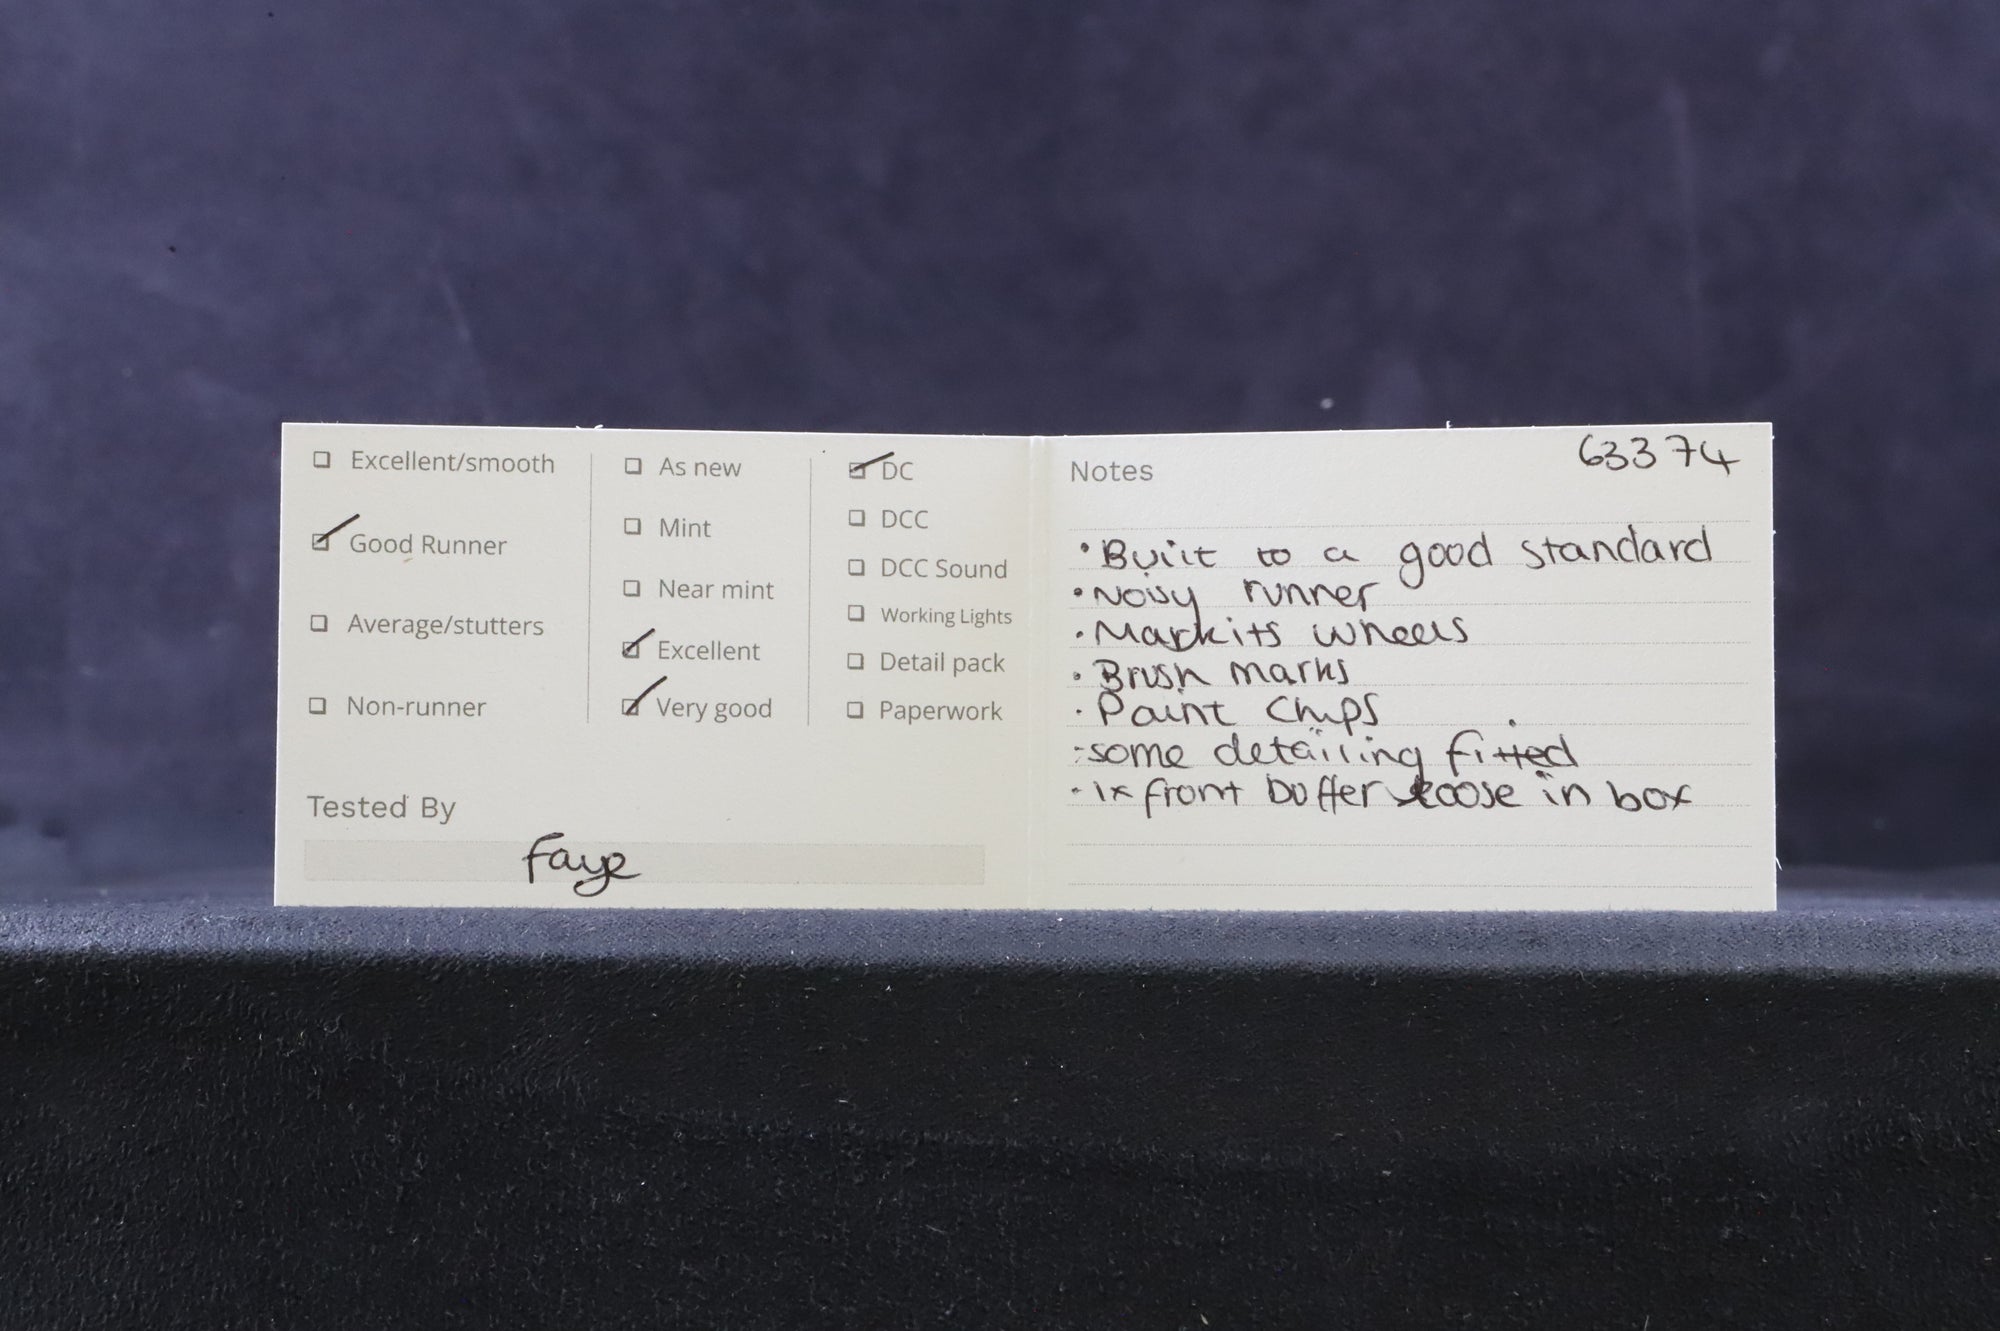 ☐ Excellent/smooth
☑ Good Runner
☐ Average/stutters
☐ Non-runner
☐ As new
☐ Mint
☐ Near mint
☑ Excellent
☑ Very good
☑ DC
☐ DCC
☐ DCC Sound
☐ Working Lights
☐ Detail pack
☐ Paperwork
Tested By
Faye
Notes
63374
• Built to a good standard
• Noisy runner
• Markits wheels
• Brush marks
• Paint Chips
• some detailing fitted
• 1x front buffer loose in box